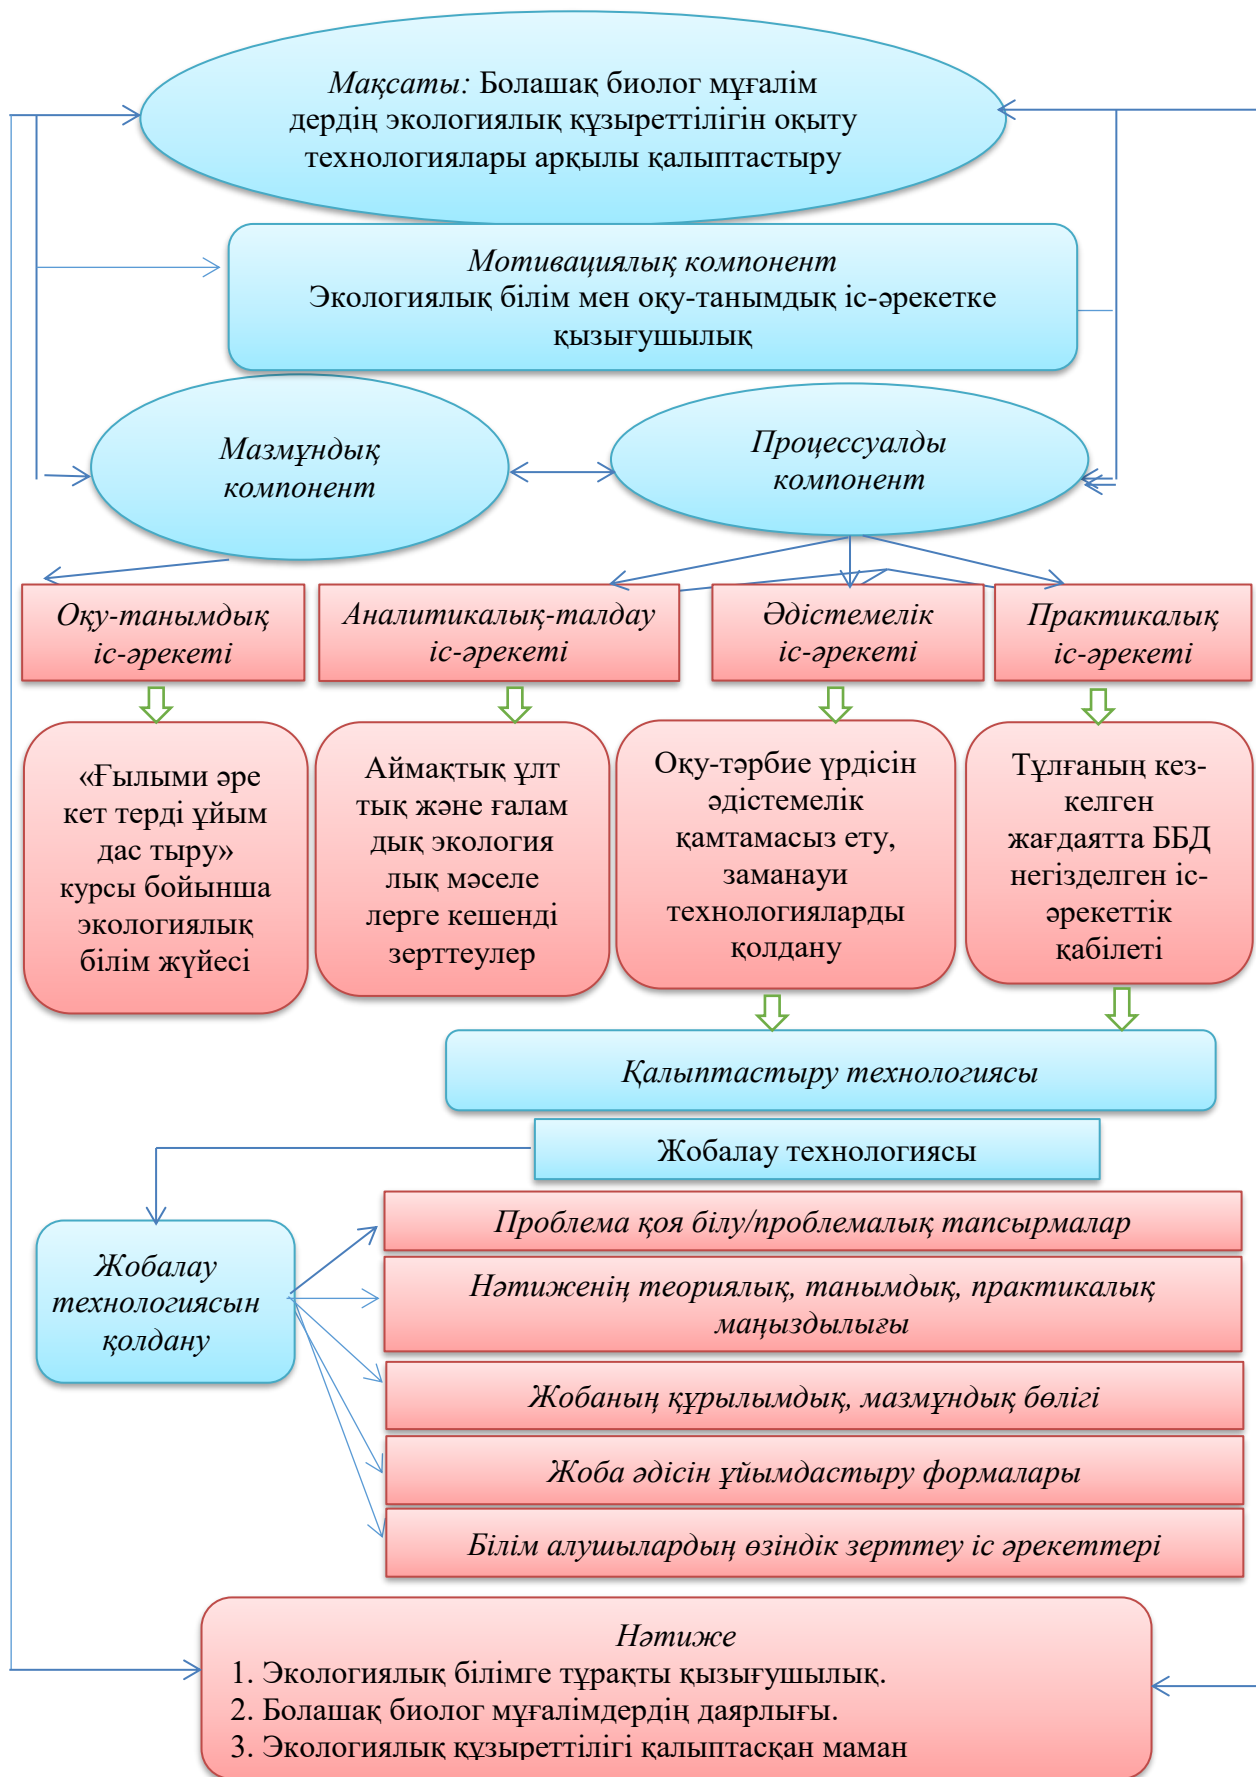 Мақсаты: Болашақ биолог мұғалім
дердің экологиялық құзыреттілігін оқыту
технологиялары арқылы қалыптастыру
Мотивациялық компонент
Экологиялық білім мен оқу-танымдық іс-әрекетке
қызығушылық
Мазмұндық
компонент
Процессуалды
компонент
Оқу-танымдық
іс-әрекеті
Аналитикалық-талдау
іс-әрекеті
Әдістемелік
іс-әрекеті
Практикалық
іс-әрекеті
«Ғылыми әре
кет терді ұйым
дас тыру»
курсы бойынша
экологиялық
білім жүйесі
Аймақтық ұлт
тық және ғалам
дық экология
лық мәселе
лерге кешенді
зерттеулер
Оқу-тәрбие үрдісін
әдістемелік
қамтамасыз ету,
заманауи
технологияларды
қолдану
Тұлғаның кез-
келген
жағдаятта ББД
негізделген іс-
әрекеттік
қабілеті
Қалыптастыру технологиясы
Жобалау технологиясы
Жобалау
технологиясын
қолдану
Проблема қоя білу/проблемалық тапсырмалар
Нәтиженің теориялық, танымдық, практикалық
маңыздылығы
Жобаның құрылымдық, мазмұндық бөлігі
Жоба әдісін ұйымдастыру формалары
Білім алушылардың өзіндік зерттеу іс әрекеттері
Нәтиже
1. Экологиялық білімге тұрақты қызығушылық.
2. Болашақ биолог мұғалімдердің даярлығы.
3. Экологиялық құзыреттілігі қалыптасқан маман